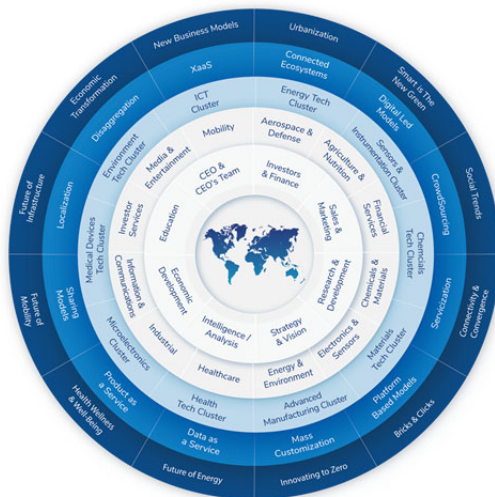 New Business Models
Urbanization
Smart is The
New Green
Social Trends
Connectivity &
Convergence
Bricks & Clicks
Innovating to Zero
Future of Energy
Health Wellness
& Well-Being
Future of
Mobility
Future of
Infrastructure
Economic
Transformation
XaaS
Connected
Ecosystems
Digital Led
Models
CrowdSourcing
Servicization
Platform
Based Models
Mass
Customization
Data as
a Service
Product as
a Service
Sharing
Models
Localization
Disaggregation
ICT
Cluster
Energy Tech
Cluster
Sensors &
Instrumentation Cluster
Chemcials
Tech Cluster
Materials
Tech Cluster
Advanced
Manufacturing Cluster
Health
Tech Cluster
Microelectronics
Cluster
Medical Devices
Tech Cluster
Environment
Tech Cluster
Mobility
Aerospace &
Defense
Agriculture &
Nutrition
Financial
Services
Chemicals &
Materials
Electronics &
Sensors
Energy &
Environment
Healthcare
Industrial
Information &
Communications
Investor
Services
Media &
Entertainment
CEO &
CEO's Team
Investors
& Finance
Sales &
Marketing
Research &
Development
Strategy
& Vision
Intelligence /
Analysis
Economic
Development
Education